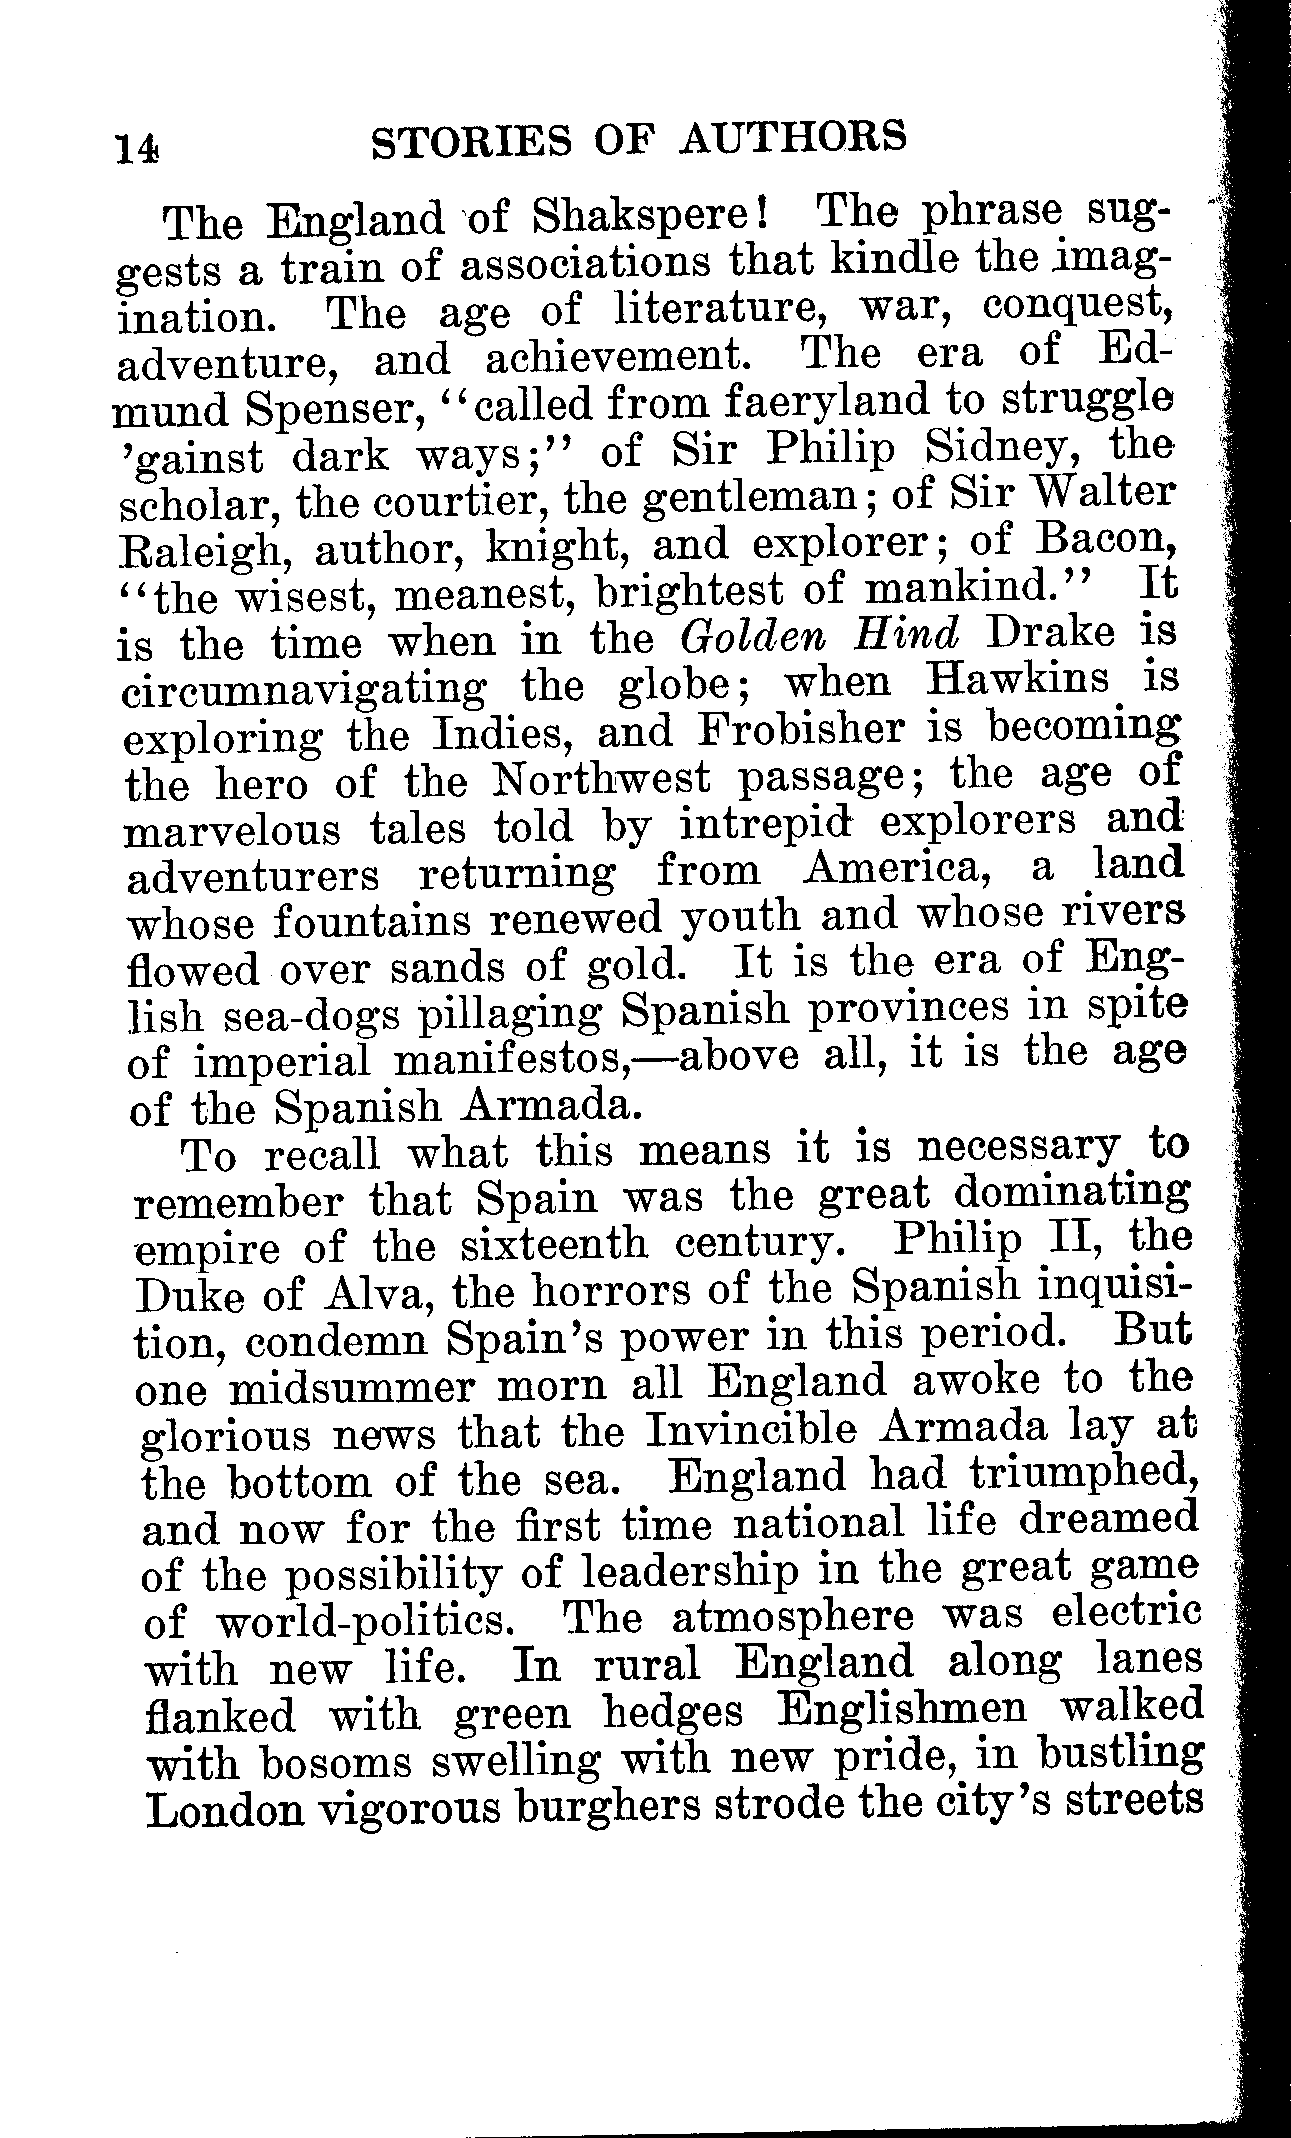 14 STORIES OF AUTHORS
The England of Shakspere! The phrase sug-
gests a train of associations that kindle the imag-
ination. The age of literature, war, conquest,
adventure, and achievement. The era of Ed-
mund Spenser, "called from faeryland to struggle
'gainst dark ways;" of Sir Philip Sidney, the
scholar, the courtier, the gentleman; of Sir Walter
Raleigh, author, knight, and explorer; of Bacon,
"the wisest, meanest, brightest of mankind." It
is the time when in the Golden Hind Drake is
circumnavigating the globe; when Hawkins is
exploring the Indies, and Frobisher is becoming
the hero of the Northwest passage; the age of
marvelous tales told by intrepid explorers and
adventurers returning from America, a land
whose fountains renewed youth and whose rivers
flowed over sands of gold. It is the era of Eng-
lish sea-dogs pillaging Spanish provinces in spite
of imperial manifestos,—above all, it is the age
of the Spanish Armada.
To recall what this means it is necessary to
remember that Spain was the great dominating
empire of the sixteenth century. Philip II, the
Duke of Alva, the horrors of the Spanish inquisi-
tion, condemn Spain's power in this period. But
one midsummer morn all England awoke to the
glorious news that the Invincible Armada lay at
the bottom of the sea. England had triumphed,
and now for the first time national life dreamed
of the possibility of leadership in the great game
of world-politics. The atmosphere was electric
with new life. In rural England along lanes
flanked with green hedges Englishmen walked
with bosoms swelling with new pride, in bustling
London vigorous burghers strode the city's streets